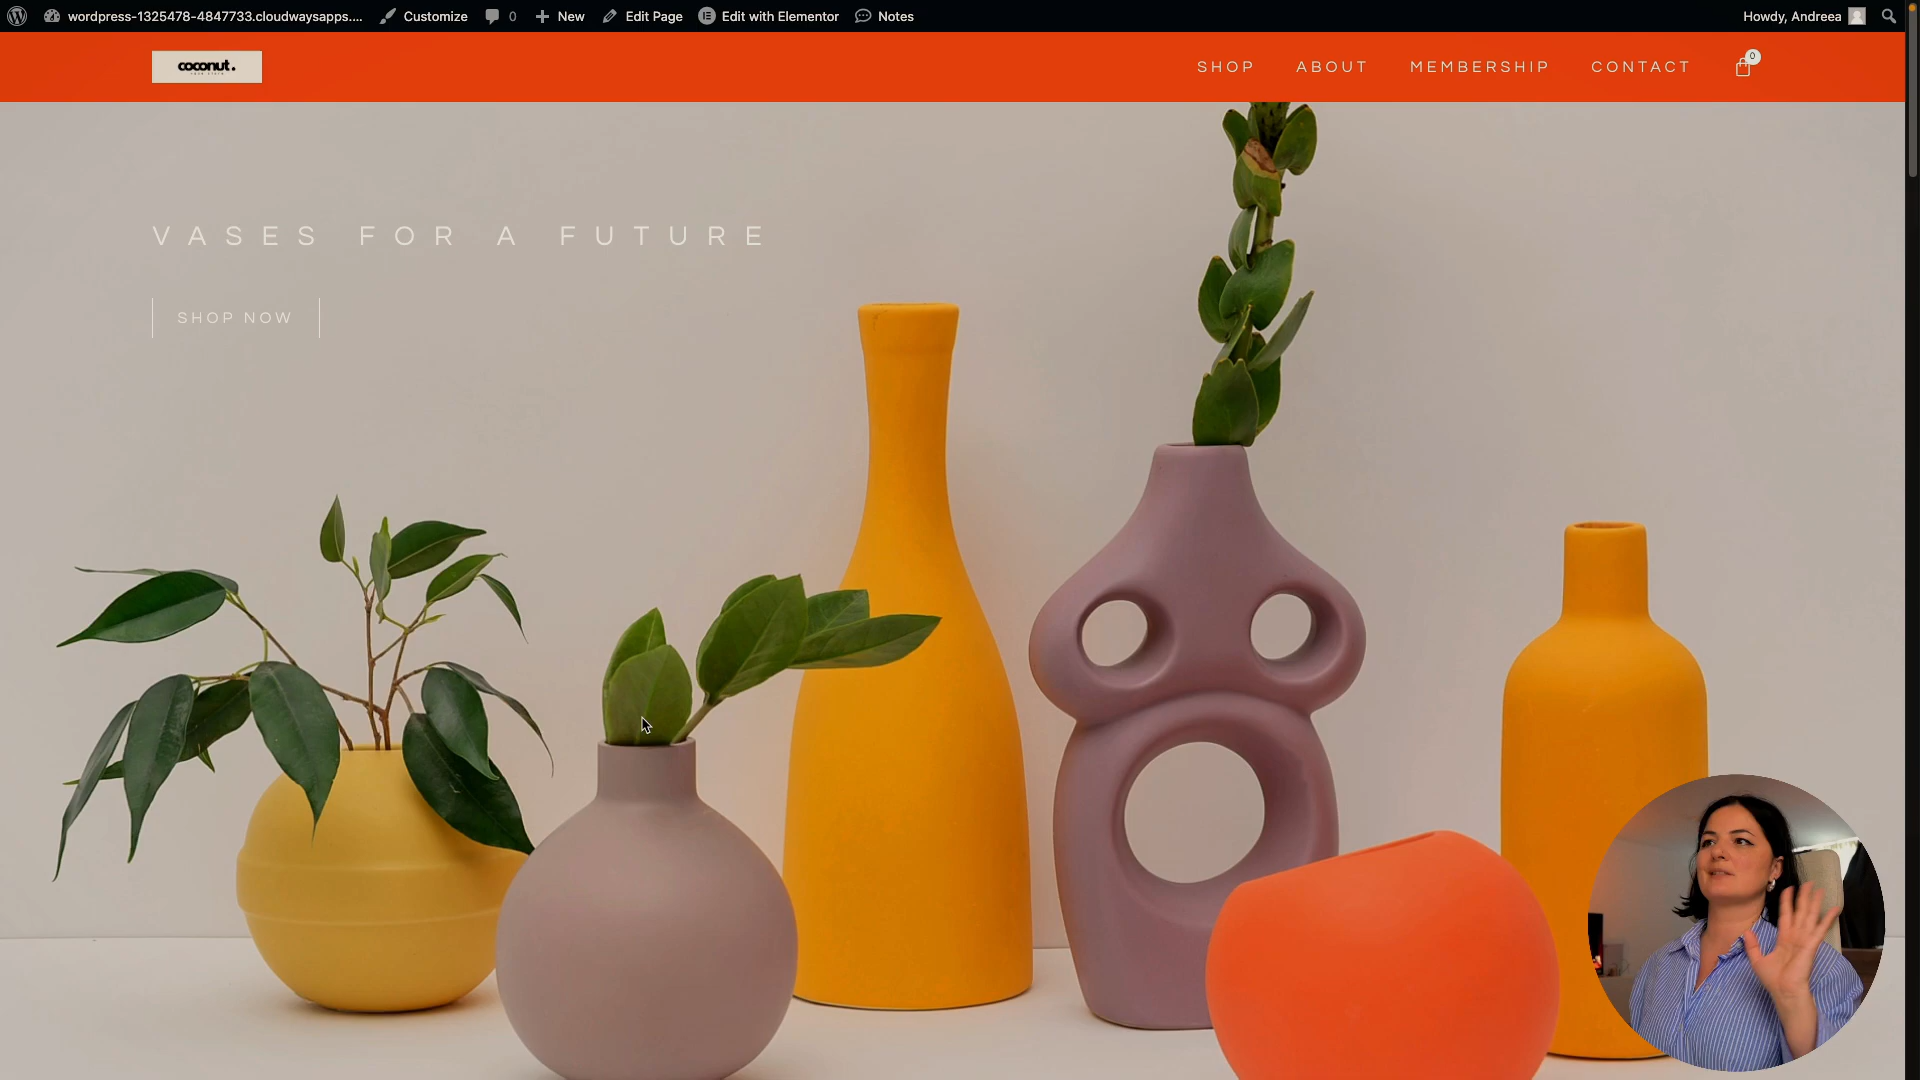 wordpress-1325478-4847733.cloudwaysapps.... Customize 0 New Edit Page Edit with Elementor Notes Howdy, Andreea
coconut.
SHOP ABOUT MEMBERSHIP CONTACT 0
VASES FOR A FUTURE
SHOP NOW